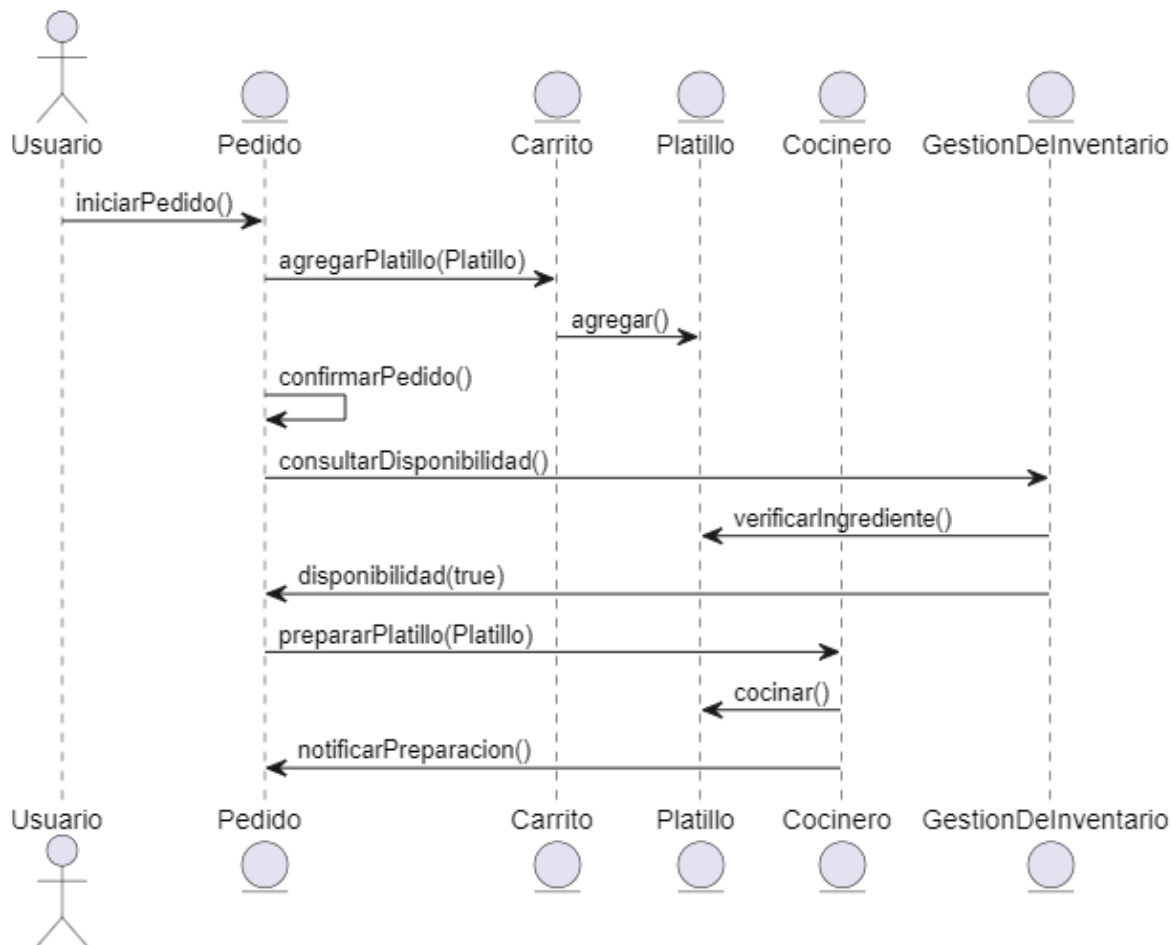 Usuario
Pedido
Carrito
Platillo
Cocinero
GestionDeInventario
iniciarPedido()
agregarPlatillo(Platillo)
agregar()
confirmarPedido()
consultarDisponibilidad()
verificarIngrediente()
disponibilidad(true)
prepararPlatillo(Platillo)
cocinar()
notificarPreparacion()
Usuario
Pedido
Carrito
Platillo
Cocinero
GestionDeInventario